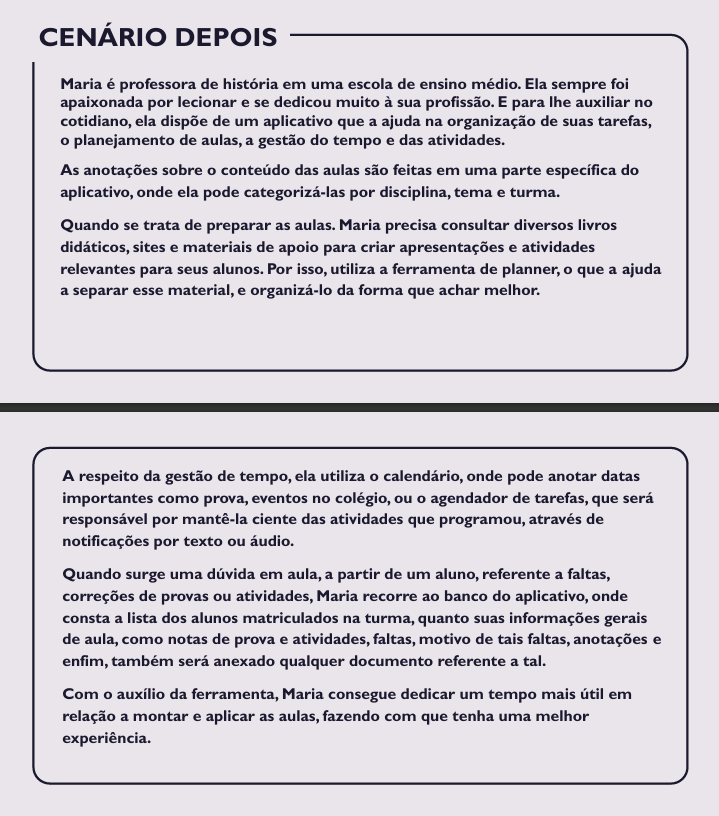 CENÁRIO DEPOIS
Maria é professora de história em uma escola de ensino médio. Ela sempre foi
apaixonada por lecionar e se dedicou muito à sua profissão. E para lhe auxiliar no
cotidiano, ela dispõe de um aplicativo que a ajuda na organização de suas tarefas,
o planejamento de aulas, a gestão do tempo e das atividades.
As anotações sobre o conteúdo das aulas são feitas em uma parte específica do
aplicativo, onde ela pode categorizá-las por disciplina, tema e turma.
Quando se trata de preparar as aulas. Maria precisa consultar diversos livros
didáticos, sites e materiais de apoio para criar apresentações e atividades
relevantes para seus alunos. Por isso, utiliza a ferramenta de planner, o que a ajuda
a separar esse material, e organizá-lo da forma que achar melhor.
A respeito da gestão de tempo, ela utiliza o calendário, onde pode anotar datas
importantes como prova, eventos no colégio, ou o agendador de tarefas, que será
responsável por mantê-la ciente das atividades que programou, através de
notificações por texto ou áudio.
Quando surge uma dúvida em aula, a partir de um aluno, referente a faltas,
correções de provas ou atividades, Maria recorre ao banco do aplicativo, onde
consta a lista dos alunos matriculados na turma, quanto suas informações gerais
de aula, como notas de prova e atividades, faltas, motivo de tais faltas, anotações e
enfim, também será anexado qualquer documento referente a tal.
Com o auxílio da ferramenta, Maria consegue dedicar um tempo mais útil em
relação a montar e aplicar as aulas, fazendo com que tenha uma melhor
experiência.